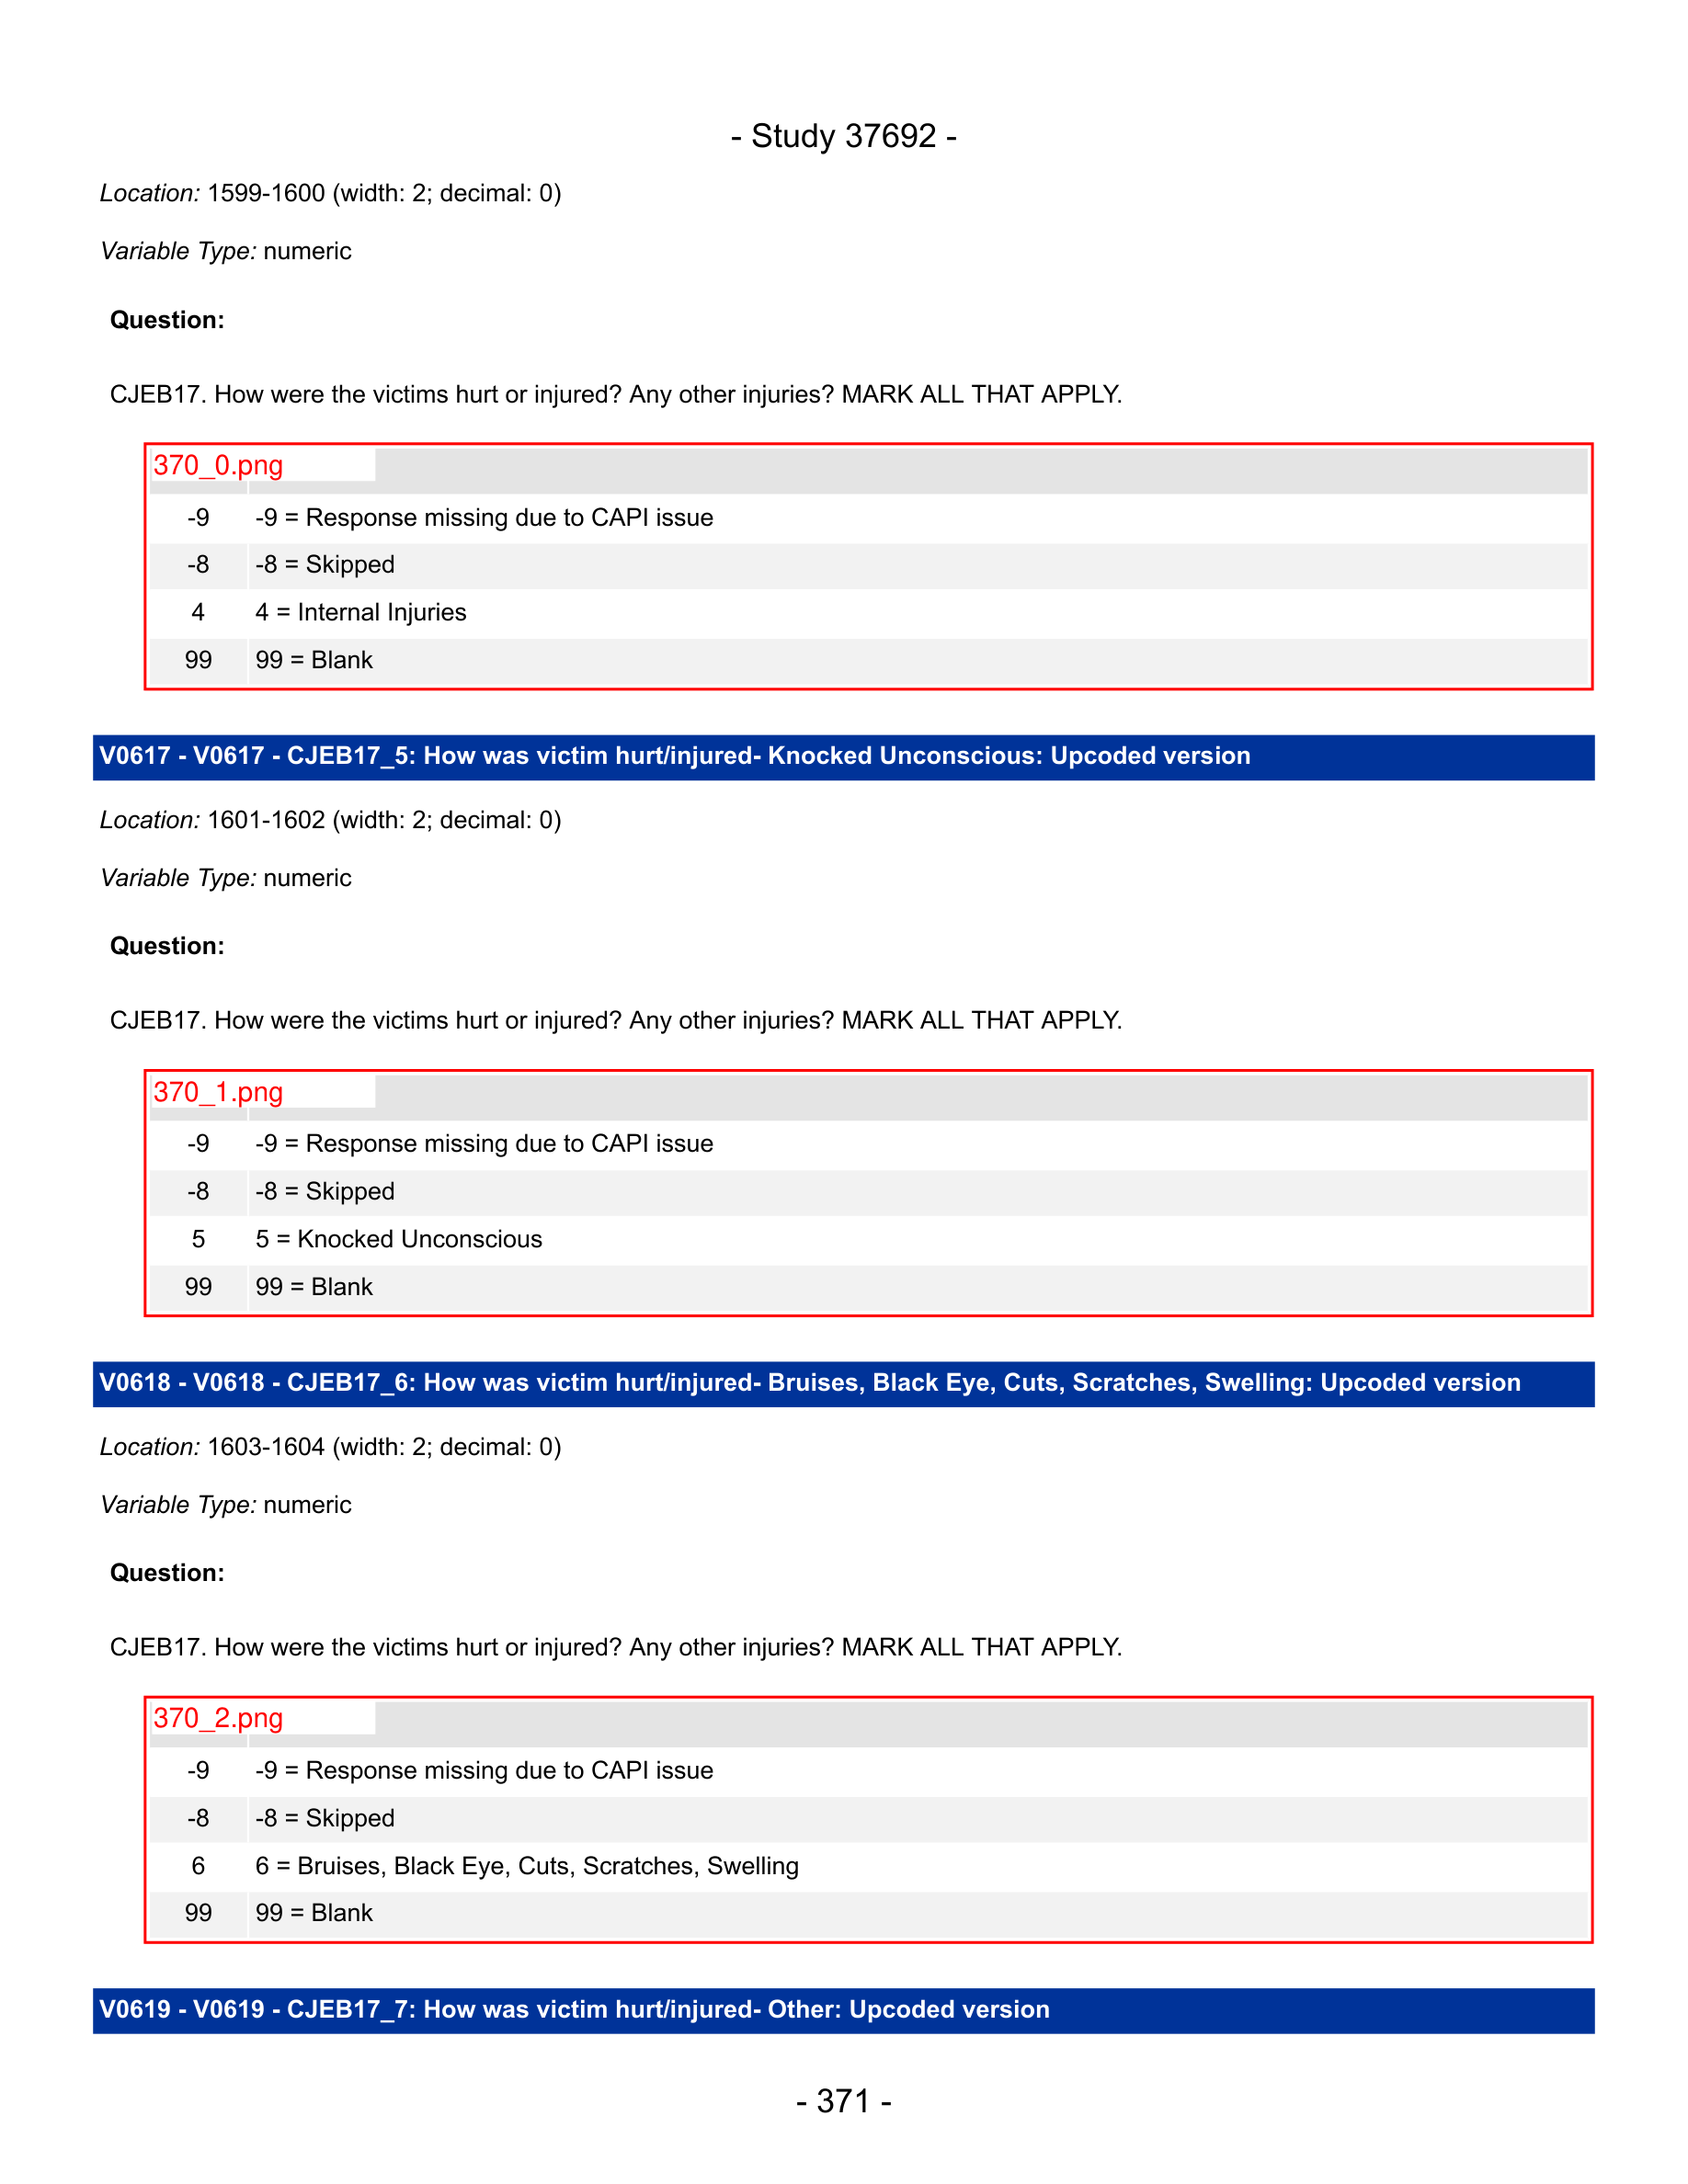 - Study 37692 -
Location: 1599-1600 (width: 2; decimal: 0)
Variable Type: numeric
Question:
CJEB17. How were the victims hurt or injured? Any other injuries? MARK ALL THAT APPLY.
370_0.png
-9 -9 = Response missing due to CAPI issue
-8 -8 = Skipped
4 4 = Internal Injuries
99 99 = Blank
V0617 - V0617 - CJEB17_5: How was victim hurt/injured- Knocked Unconscious: Upcoded version
Location: 1601-1602 (width: 2; decimal: 0)
Variable Type: numeric
Question:
CJEB17. How were the victims hurt or injured? Any other injuries? MARK ALL THAT APPLY.
370_1.png
-9 -9 = Response missing due to CAPI issue
-8 -8 = Skipped
5 5 = Knocked Unconscious
99 99 = Blank
V0618 - V0618 - CJEB17_6: How was victim hurt/injured- Bruises, Black Eye, Cuts, Scratches, Swelling: Upcoded version
Location: 1603-1604 (width: 2; decimal: 0)
Variable Type: numeric
Question:
CJEB17. How were the victims hurt or injured? Any other injuries? MARK ALL THAT APPLY.
370_2.png
-9 -9 = Response missing due to CAPI issue
-8 -8 = Skipped
6 6 = Bruises, Black Eye, Cuts, Scratches, Swelling
99 99 = Blank
V0619 - V0619 - CJEB17_7: How was victim hurt/injured- Other: Upcoded version
- 371 -